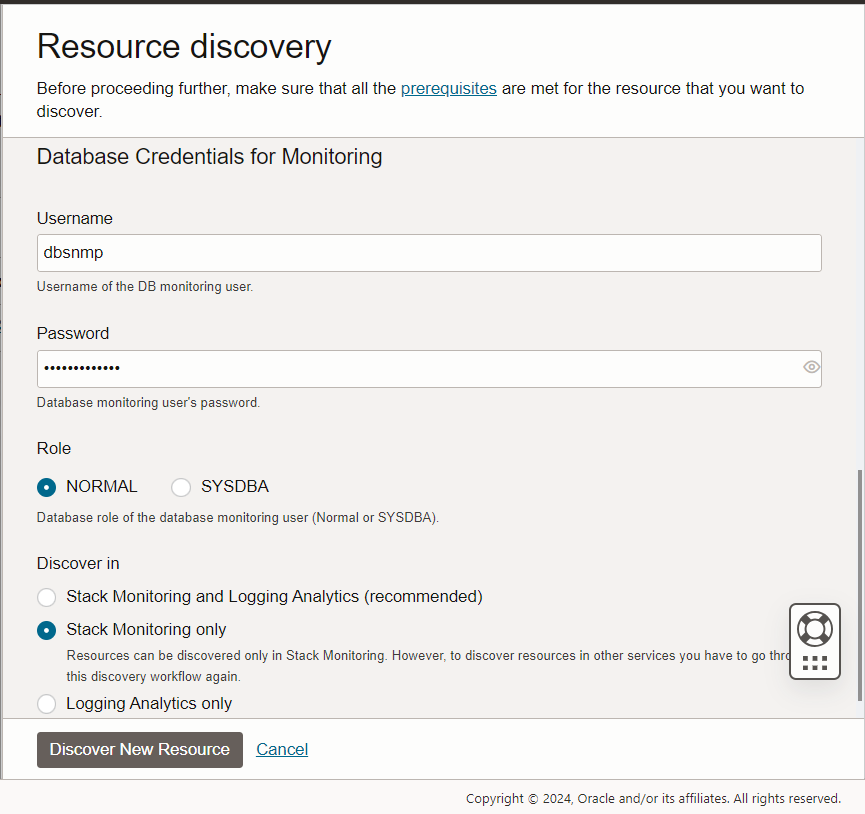 Resource discovery
Before proceeding further, make sure that all the prerequisites are met for the resource that you want to
discover.
Database Credentials for Monitoring
Username
dbsnmp
Username of the DB monitoring user.
Password
•••••••••••••
Database monitoring user's password.
Role
NORMAL SYSDBA
Database role of the database monitoring user (Normal or SYSDBA).
Discover in
Stack Monitoring and Logging Analytics (recommended)
Stack Monitoring only
Resources can be discovered only in Stack Monitoring. However, to discover resources in other services you have to go
this discovery workflow again.
Logging Analytics only
Discover New Resource Cancel
Copyright © 2024, Oracle and/or its affiliates. All rights reserved.